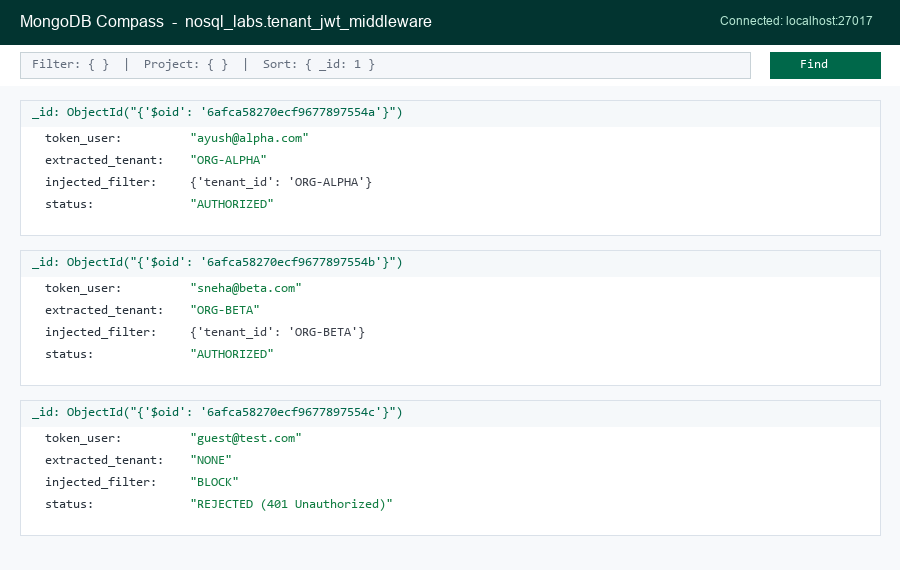 MongoDB Compass - nosql_labs.tenant_jwt_middleware
Connected: localhost:27017
Filter: { } | Project: { } | Sort: { _id: 1 }
Find
_id: ObjectId("{'$oid': '6afca58270ecf9677897554a'}")
token_user: "ayush@alpha.com"
extracted_tenant: "ORG-ALPHA"
injected_filter: {'tenant_id': 'ORG-ALPHA'}
status: "AUTHORIZED"
_id: ObjectId("{'$oid': '6afca58270ecf9677897554b'}")
token_user: "sneha@beta.com"
extracted_tenant: "ORG-BETA"
injected_filter: {'tenant_id': 'ORG-BETA'}
status: "AUTHORIZED"
_id: ObjectId("{'$oid': '6afca58270ecf9677897554c'}")
token_user: "guest@test.com"
extracted_tenant: "NONE"
injected_filter: "BLOCK"
status: "REJECTED (401 Unauthorized)"